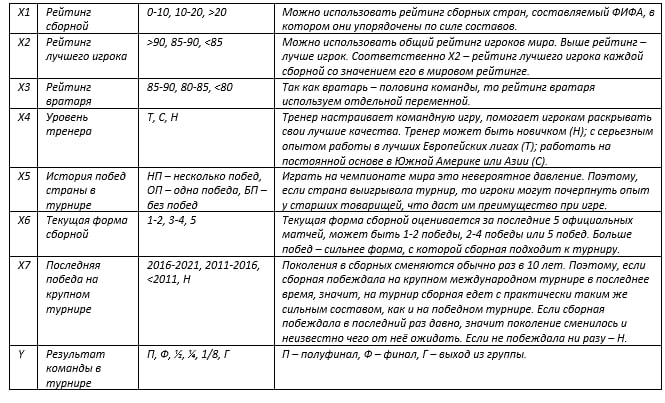 X1 Рейтинг сборной 0-10, 10-20, >20 Можно использовать рейтинг сборных стран, составляемый ФИФА, в
котором они упорядочены по силе составов.
X2 Рейтинг лучшего игрока >90, 85-90, <85 Можно использовать общий рейтинг игроков мира. Выше рейтинг –
лучше игрок. Соответственно X2 – рейтинг лучшего игрока каждой
сборной со значением его в мировом рейтинге.
X3 Рейтинг вратаря 85-90, 80-85, <80 Так как вратарь – половина команды, то рейтинг вратаря
используем отдельной переменной.
X4 Уровень тренера Т, С, Н Тренер настраивает командную игру, помогает игрокам раскрывать
свои лучшие качества. Тренер может быть новичком (Н); с серьезным
опытом работы в лучших Европейских лигах (Т); работать на
постоянной основе в Южной Америке или Азии (С).
X5 История побед страны в турнире НП – несколько побед, ОП – одна победа, БП – без побед Играть на чемпионате мира это невероятное давление. Поэтому,
если страна выигрывала турнир, то игроки могут почерпнуть опыт
у старших товарищей, что даст им преимущество при игре.
X6 Текущая форма сборной 1-2, 3-4, 5 Текущая форма сборной оценивается за последние 5 официальных
матчей, может быть 1-2 победы, 2-4 победы или 5 побед. Больше
побед – сильнее форма, с которой сборная подходит к турниру.
X7 Последняя победа на крупном турнире 2016-2021, 2011-2016, <2011, Н Поколения в сборных сменяются обычно раз в 10 лет. Поэтому, если
сборная побеждала на крупном международном турнире в последнее
время, значит, на турнир сборная едет с практически таким же
сильным составом, как и на победном турнире. Если сборная
побеждала в последний раз давно, значит поколение сменилось и
неизвестно чего от неё ожидать. Если не побеждала ни разу – Н.
Y Результат команды в турнире П, Ф, ½, ¼, 1/8, Г П – полуфинал, Ф – финал, Г – выход из группы.